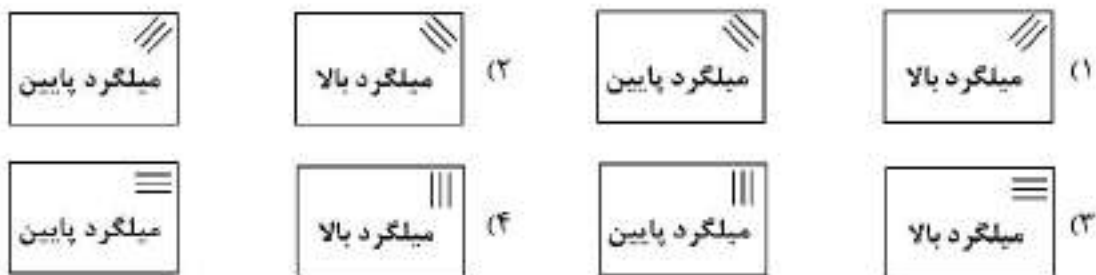 ۱) میلگرد بالا میلگرد پایین ۲) میلگرد بالا میلگرد پایین
۳) میلگرد بالا میلگرد پایین ۴) میلگرد بالا میلگرد پایین